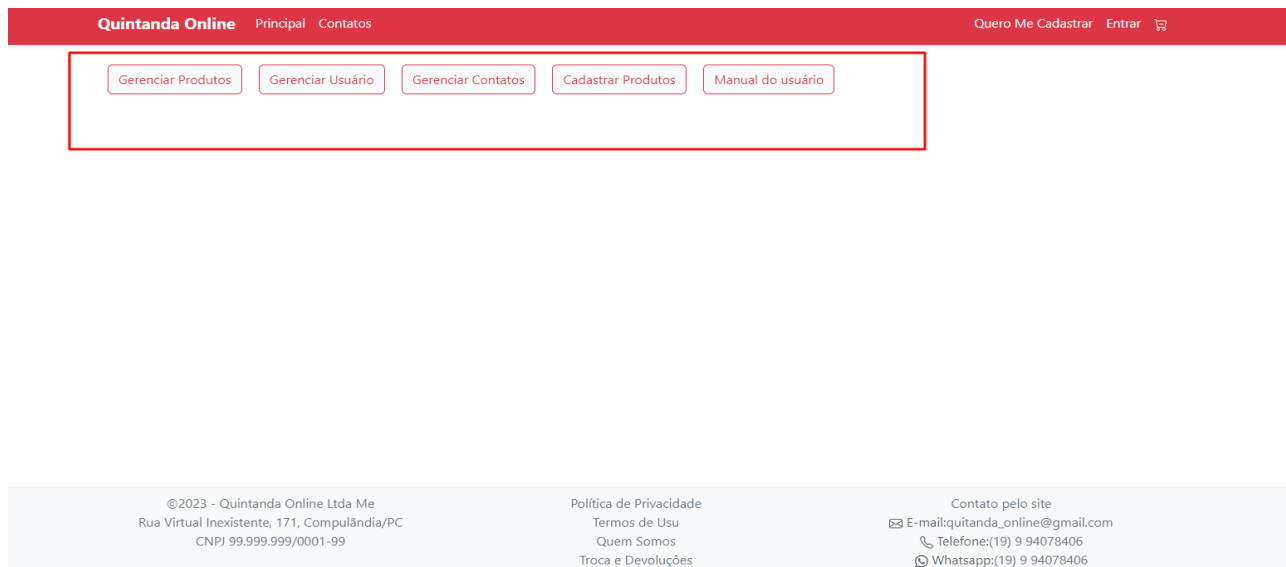 Quintanda Online Principal Contatos Quero Me Cadastrar Entrar
Gerenciar Produtos Gerenciar Usuário Gerenciar Contatos Cadastrar Produtos Manual do usuário
©2023 - Quintanda Online Ltda Me
Rua Virtual Inexistente, 171, Compulândia/PC
CNPJ 99.999.999/0001-99
Política de Privacidade
Termos de Usu
Quem Somos
Troca e Devoluções
Contato pelo site
E-mail:quitanda_online@gmail.com
Telefone:(19) 9 94078406
Whatsapp:(19) 9 94078406